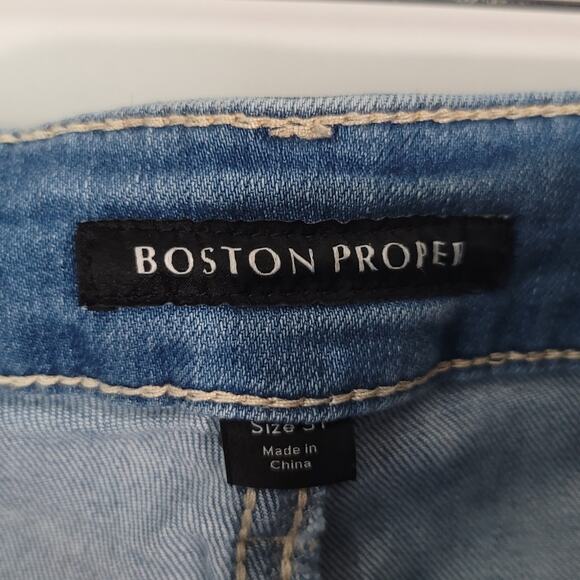 BOSTON PROPER
Size
Made in
China